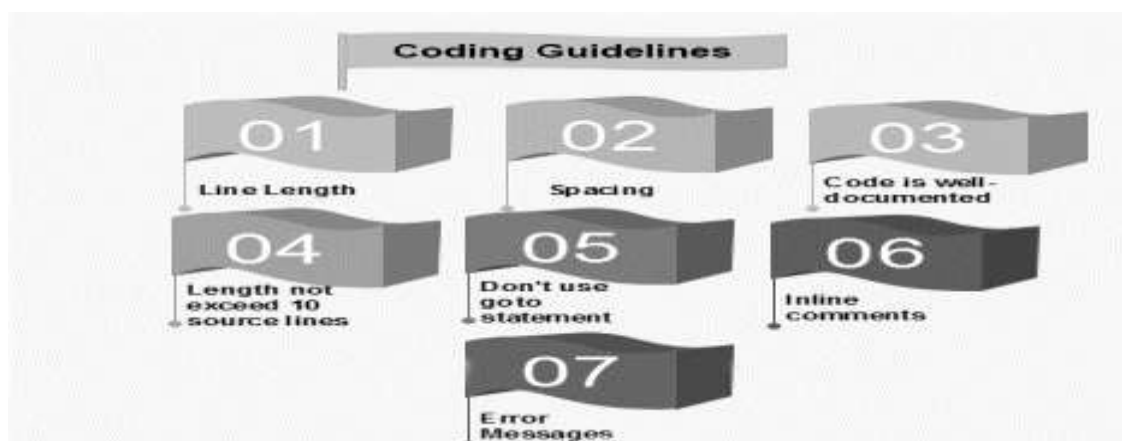 Coding Guidelines
01
Line Length
02
Spacing
03
Code is well-
documented
04
Length not
exceed 10
source lines
05
Don't use
goto
statement
06
Inline
comments
07
Error
Messages